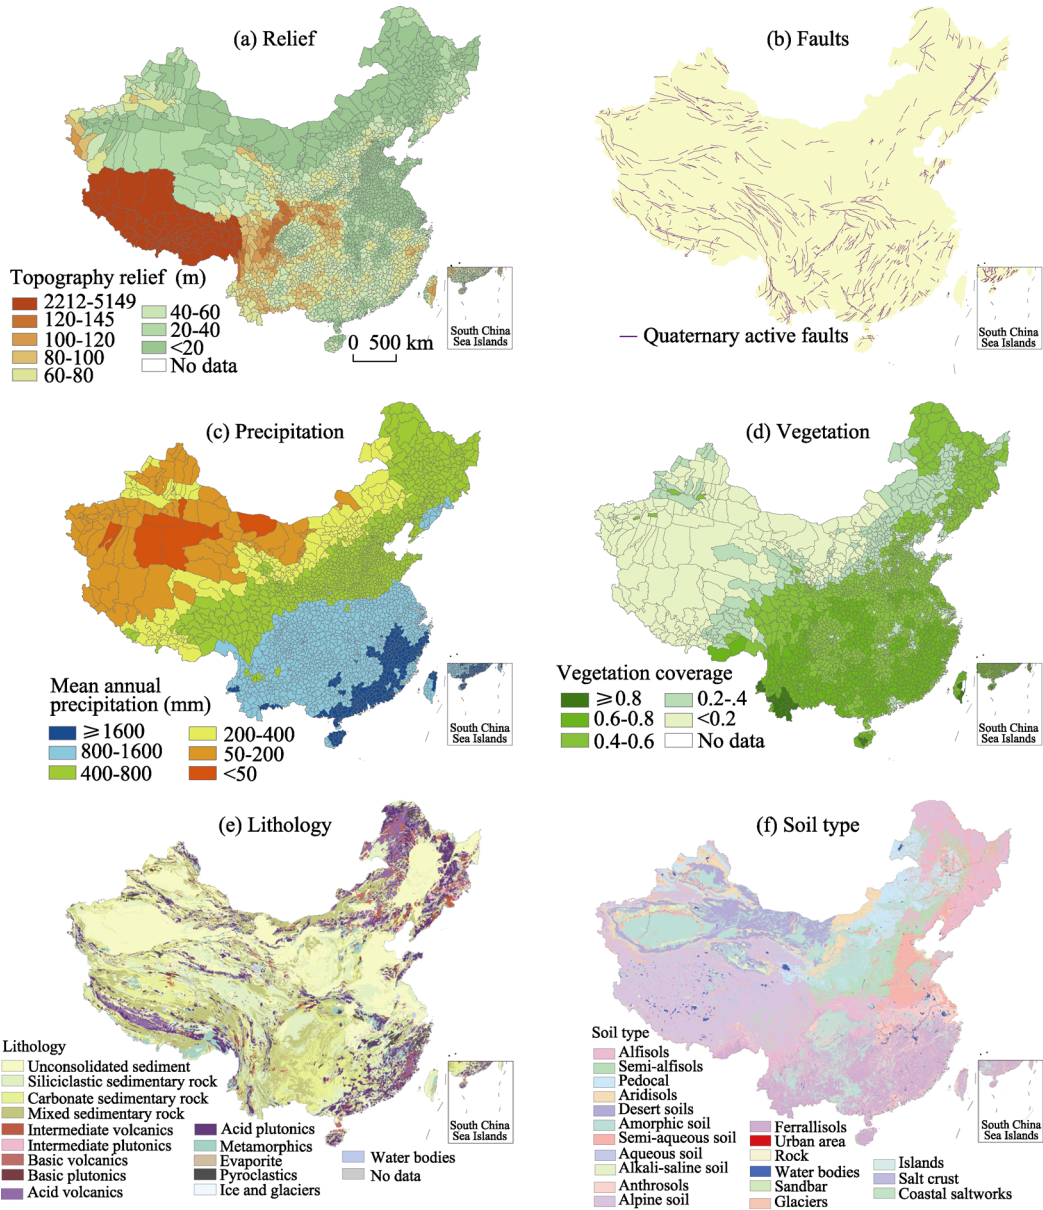 (a) Relief
Topography relief (m)
2212-5149
120-145
100-120
80-100
60-80
40-60
20-40
<20
No data
0 500 km
South China
Sea Islands
(b) Faults
Quaternary active faults
South China
Sea Islands
(c) Precipitation
Mean annual
precipitation (mm)
≥1600
800-1600
400-800
200-400
50-200
<50
South China
Sea Islands
(d) Vegetation
Vegetation coverage
≥0.8
0.6-0.8
0.4-0.6
0.2-.4
<0.2
No data
South China
Sea Islands
(e) Lithology
Lithology
Unconsolidated sediment
Siliciclastic sedimentary rock
Carbonate sedimentary rock
Mixed sedimentary rock
Intermediate volcanics
Intermediate plutonics
Basic volcanics
Basic plutonics
Acid volcanics
Acid plutonics
Metamorphics
Evaporite
Pyroclastics
Ice and glaciers
Water bodies
No data
South China
Sea Islands
(f) Soil type
Soil type
Alfisols
Semi-alfisols
Pedocal
Aridisols
Desert soils
Amorphic soil
Semi-aqueous soil
Aqueous soil
Alkali-saline soil
Anthrosols
Alpine soil
Ferrallisols
Urban area
Rock
Water bodies
Sandbar
Glaciers
Islands
Salt crust
Coastal saltworks
South China
Sea Islands